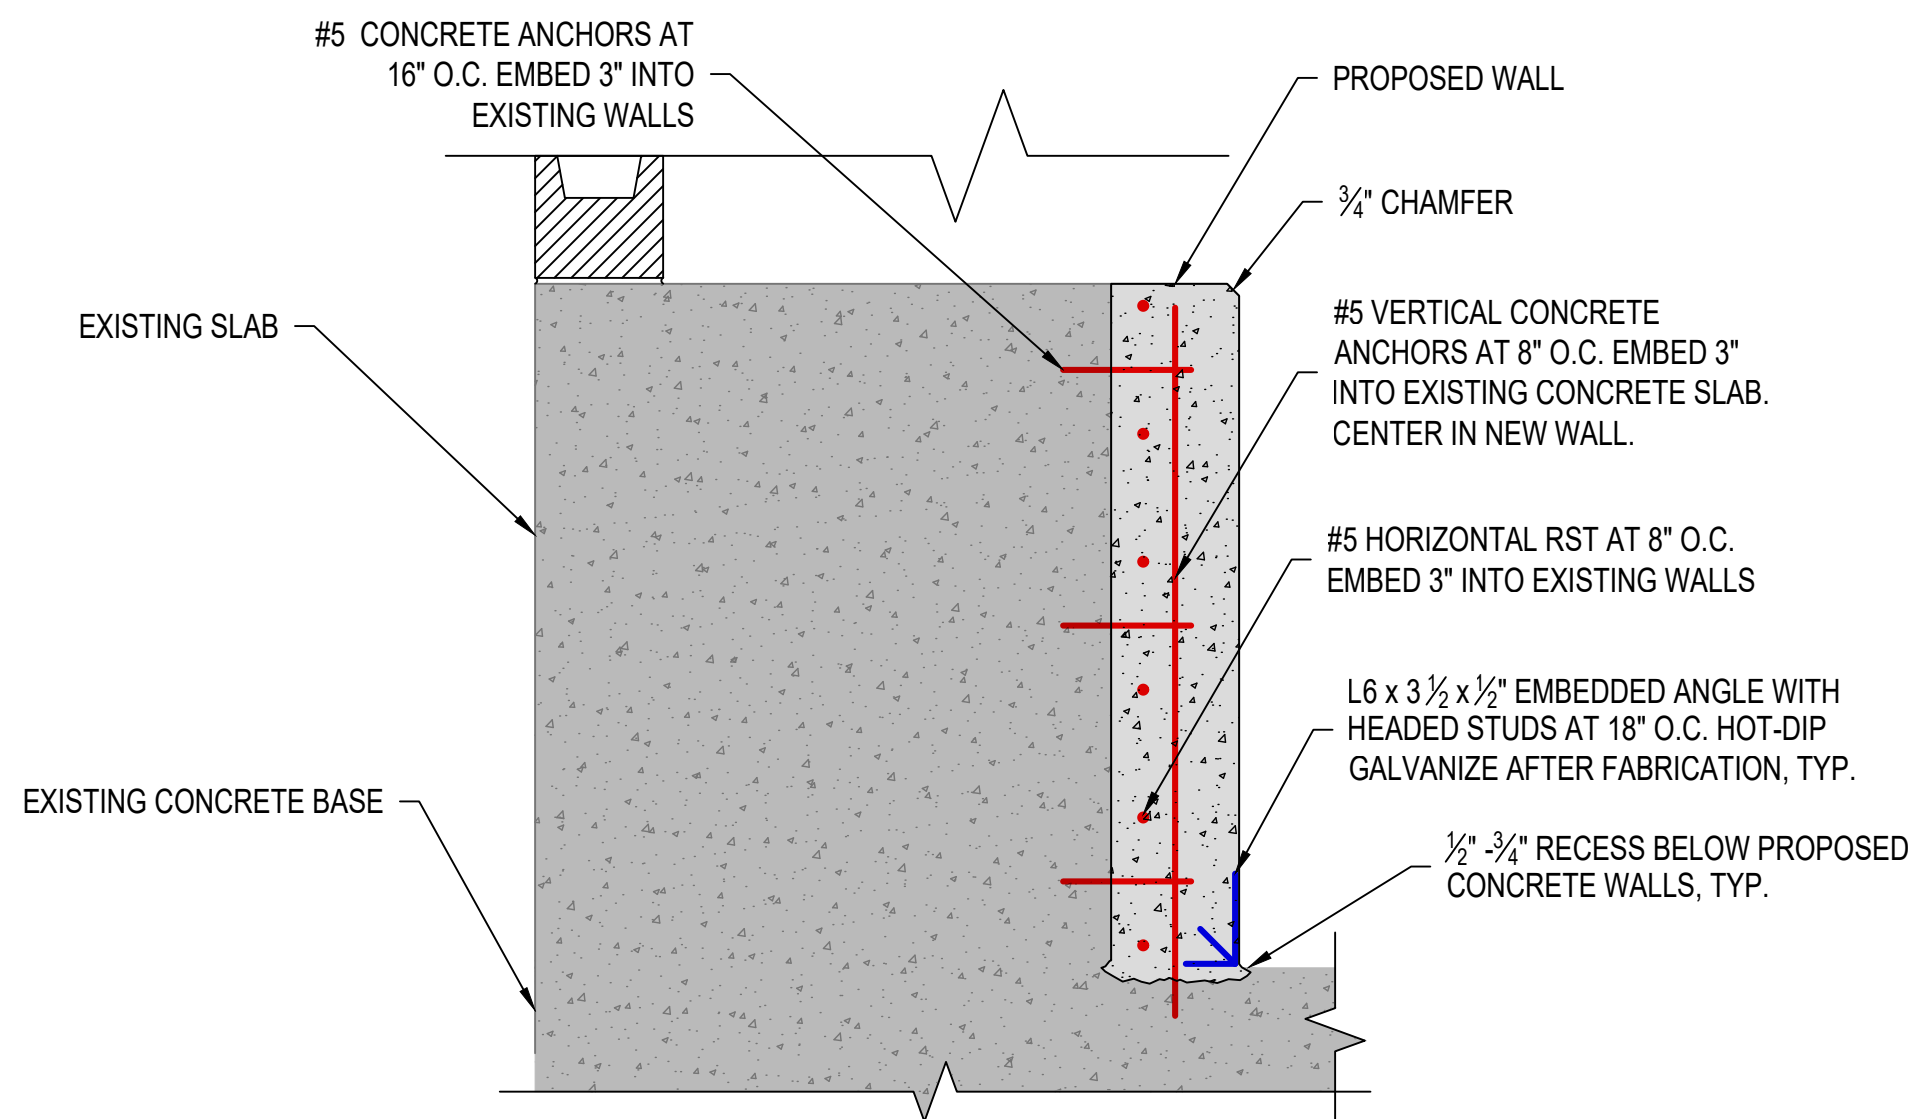 #5 CONCRETE ANCHORS AT
16" O.C. EMBED 3" INTO
EXISTING WALLS
PROPOSED WALL
¾" CHAMFER
EXISTING SLAB
#5 VERTICAL CONCRETE
ANCHORS AT 8" O.C. EMBED 3"
INTO EXISTING CONCRETE SLAB.
CENTER IN NEW WALL.
#5 HORIZONTAL RST AT 8" O.C.
EMBED 3" INTO EXISTING WALLS
L6 x 3 ½ x ½" EMBEDDED ANGLE WITH
HEADED STUDS AT 18" O.C. HOT-DIP
GALVANIZE AFTER FABRICATION, TYP.
EXISTING CONCRETE BASE
½" -¾" RECESS BELOW PROPOSED
CONCRETE WALLS, TYP.